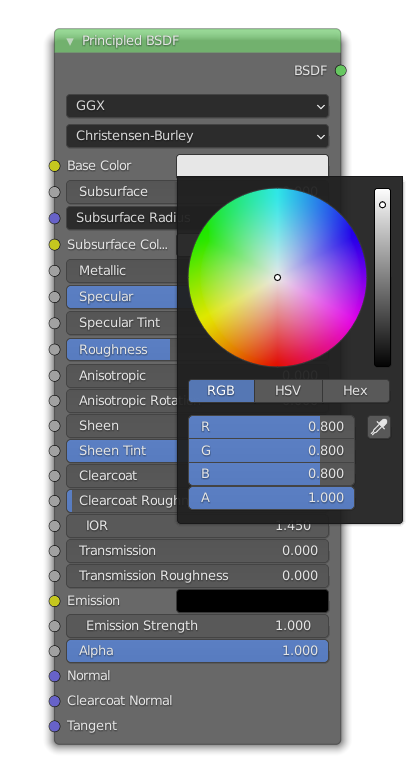 Principled BSDF
BSDF
GGX
Christensen-Burley
Base Color
Subsurface
Subsurface
Subsurface Col...
Metallic
Specular
Specular Tint
Roughness
Anisotropic
Anisotropic
Sheen
Sheen Tint
Clearcoat
Clearcoat
RGB HSV Hex
R 0.800
G 0.800
B 0.800
A 1.000
IOR 1.450
Transmission 0.000
Transmission Roughness 0.000
Emission
Emission Strength 1.000
Alpha 1.000
Normal
Clearcoat Normal
Tangent